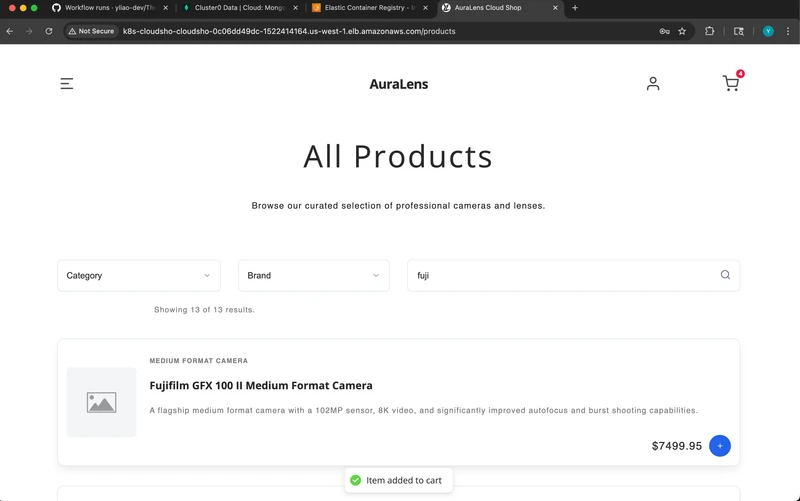 Workflow runs · yliao-dev/The
Cluster0 Data | Cloud: Mong
Elastic Container Registry - 
AuraLens Cloud Shop
Not Secure
k8s-cloudsho-cloudsho-0c06dd49dc-1522414164.us-west-1.elb.amazonaws.com/products
Y
AuraLens
4
All Products
Browse our curated selection of professional cameras and lenses.
Category
Brand
fuji
Showing 13 of 13 results.
MEDIUM FORMAT CAMERA
Fujifilm GFX 100 II Medium Format Camera
A flagship medium format camera with a 102MP sensor, 8K video, and significantly improved autofocus and burst shooting capabilities.
$7499.95
+
Item added to cart